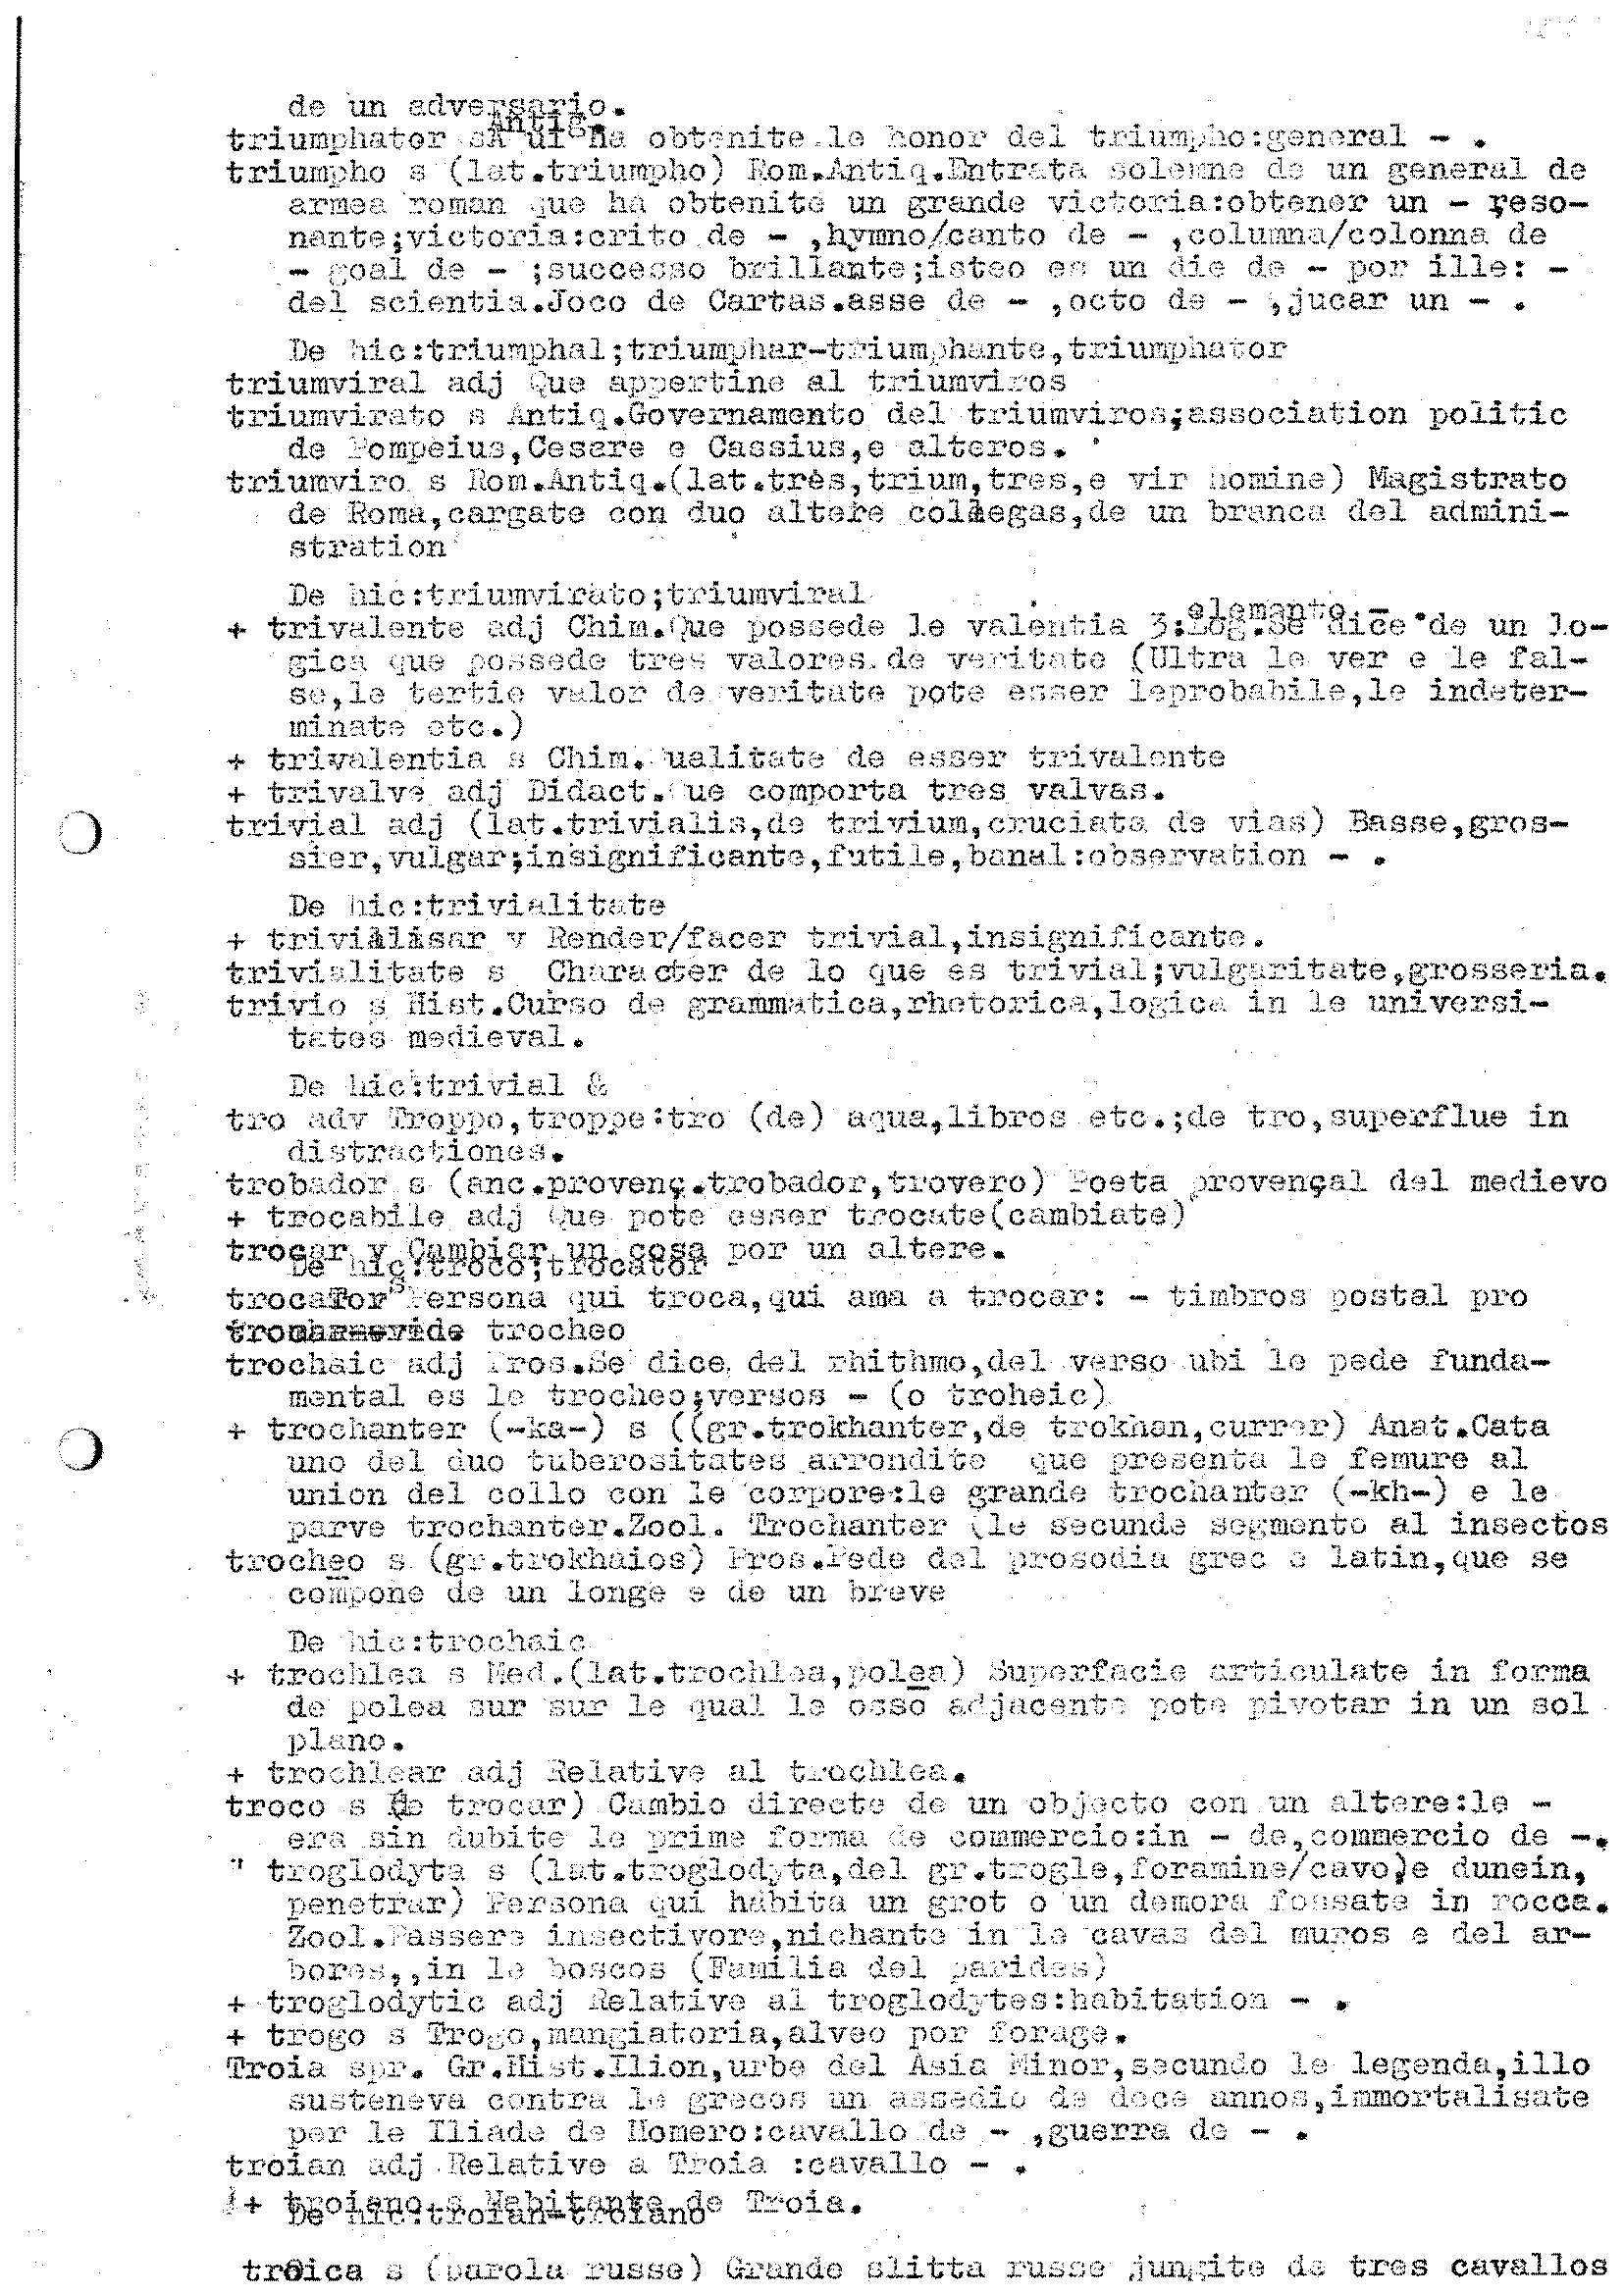 de un adversario.
Antig.
triumphator s Qui ha obtenite le honor del triumpho:general - .
triumpho s (lat.triumpho) Rom.Antiq.Entrata solemne de un general de
armea roman que ha obtenite un grande victoria:obtener un - reso-
nante;victoria:crito de - ,hymno/canto de - ,columna/colonna de
- goal de - ;successo brillante;isteo es un die de - por ille: -
del scientia.Joco de Cartas.asse de - ,octo de - ,jucar un - .
De hic:triumphal;triumphar-triumphante,triumphator
triumviral adj Que appertine al triumviros
triumvirato s Antiq.Governamento del triumviros;association politic
de Pompeius,Cesare e Cassius,e alteros.
triumviro s Rom.Antiq.(lat.tres,trium,tres,e vir homine) Magistrato
de Roma,cargate con duo altere collegas,de un branca del admini-
stration
De hic:triumvirato;triumviral
elemento -
+ trivalente adj Chim.Que possede le valentia 3:Log.Se dice de un lo-
gica que possede tres valores de veritate (Ultra le ver e le fal-
se,le tertie valor de veritate pote esser leprobabile,le indeter-
minate etc.)
+ trivalentia s Chim. ualitate de esser trivalente
+ trivalve adj Didact. ue comporta tres valvas.
trivial adj (lat.trivialis,de trivium,cruciata de vias) Basse,gros-
sier,vulgar;insignificante,futile,banal:observation - .
De hic:trivialitate
+ trivialisar v Render/facer trivial,insignificante.
trivialitate s Character de lo que es trivial;vulgaritate,grosseria.
trivio s Hist.Curso de grammatica,rhetorica,logica in le universi-
tates medieval.
De hic:trivial &
tro adv Troppo,troppe:tro (de) aqua,libros etc.;de tro,superflue in
distractiones.
trobador s (anc.provenç.trobador,trovero) Poeta provençal del medievo
+ trocabile adj Que pote esser trocate(cambiate)
trocar v Cambiar un cosa por un altere.
De hic:troco;trocator
trocator s Persona qui troca,qui ama a trocar: - timbros postal pro
vide trocheo
trochaic adj Pros.Se dice del rhithmo,del verso ubi le pede funda-
mental es le trocheo;versos - (o troheic)
+ trochanter (-ka-) s ((gr.trokhanter,de trokhan,currer) Anat.Cata
uno del duo tuberositates arrondite que presenta le femure al
union del collo con le corpore:le grande trochanter (-kh-) e le
parve trochanter.Zool. Trochanter (le secunde segmento al insectos
trocheo s (gr.trokhaios) Pros.Pede del prosodia grec e latin,que se
compone de un longe e de un breve
De hic:trochaic
+ trochlea s Med.(lat.trochlea,polea) Superfacie articulate in forma
de polea sur sur le qual le osso adjacente pote pivotar in un sol
plano.
+ trochlear adj Relative al trochlea.
troco s (de trocar) Cambio directe de un objecto con un altere:le -
era sin dubite le prime forma de commercio:in - de,commercio de -.
" troglodyta s (lat.troglodyta,del gr.trogle,foramine/cavo)e dunein,
penetrar) Persona qui habita un grot o un demora fossate in rocca.
Zool.Passere insectivore,nichante in le cavas del muros e del ar-
bores,,in le boscos (Familia del parides)
+ troglodytic adj Relative al troglodytes:habitation - .
+ trogo s Trogo,mangiatoria,alveo por forage.
Troia spr. Gr.Hist.Ilion,urbe del Asia Minor,secundo le legenda,illo
susteneva contra le grecos un assedio de dece annos,immortalisate
per le Iliade de Homero:cavallo de - ,guerra de - .
troian adj Relative a Troia :cavallo - .
+ troiano s Habitante de Troia.
De hic:troian-troiano
troica s (parola russe) Grande slitta russe jungite de tres cavallos